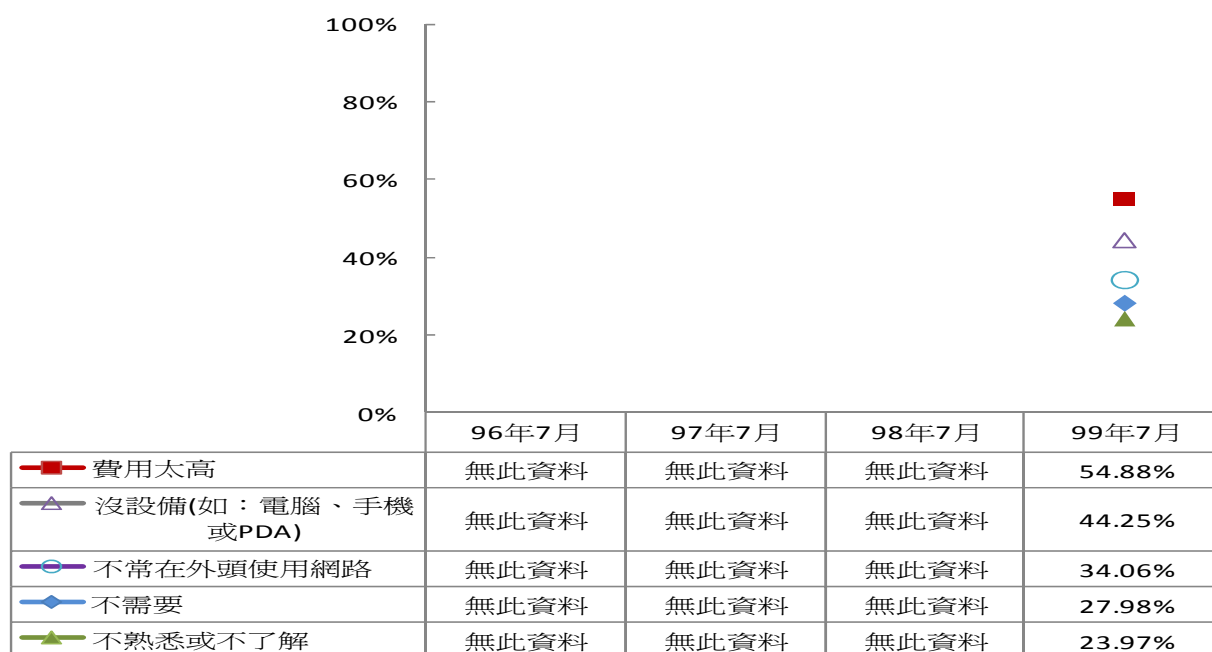 100%
80%
60%
40%
20%
0%
96年7月 97年7月 98年7月 99年7月
費用太高 無此資料 無此資料 無此資料 54.88%
沒設備(如：電腦、手機
或PDA) 無此資料 無此資料 無此資料 44.25%
不常在外頭使用網路 無此資料 無此資料 無此資料 34.06%
不需要 無此資料 無此資料 無此資料 27.98%
不熟悉或不了解 無此資料 無此資料 無此資料 23.97%